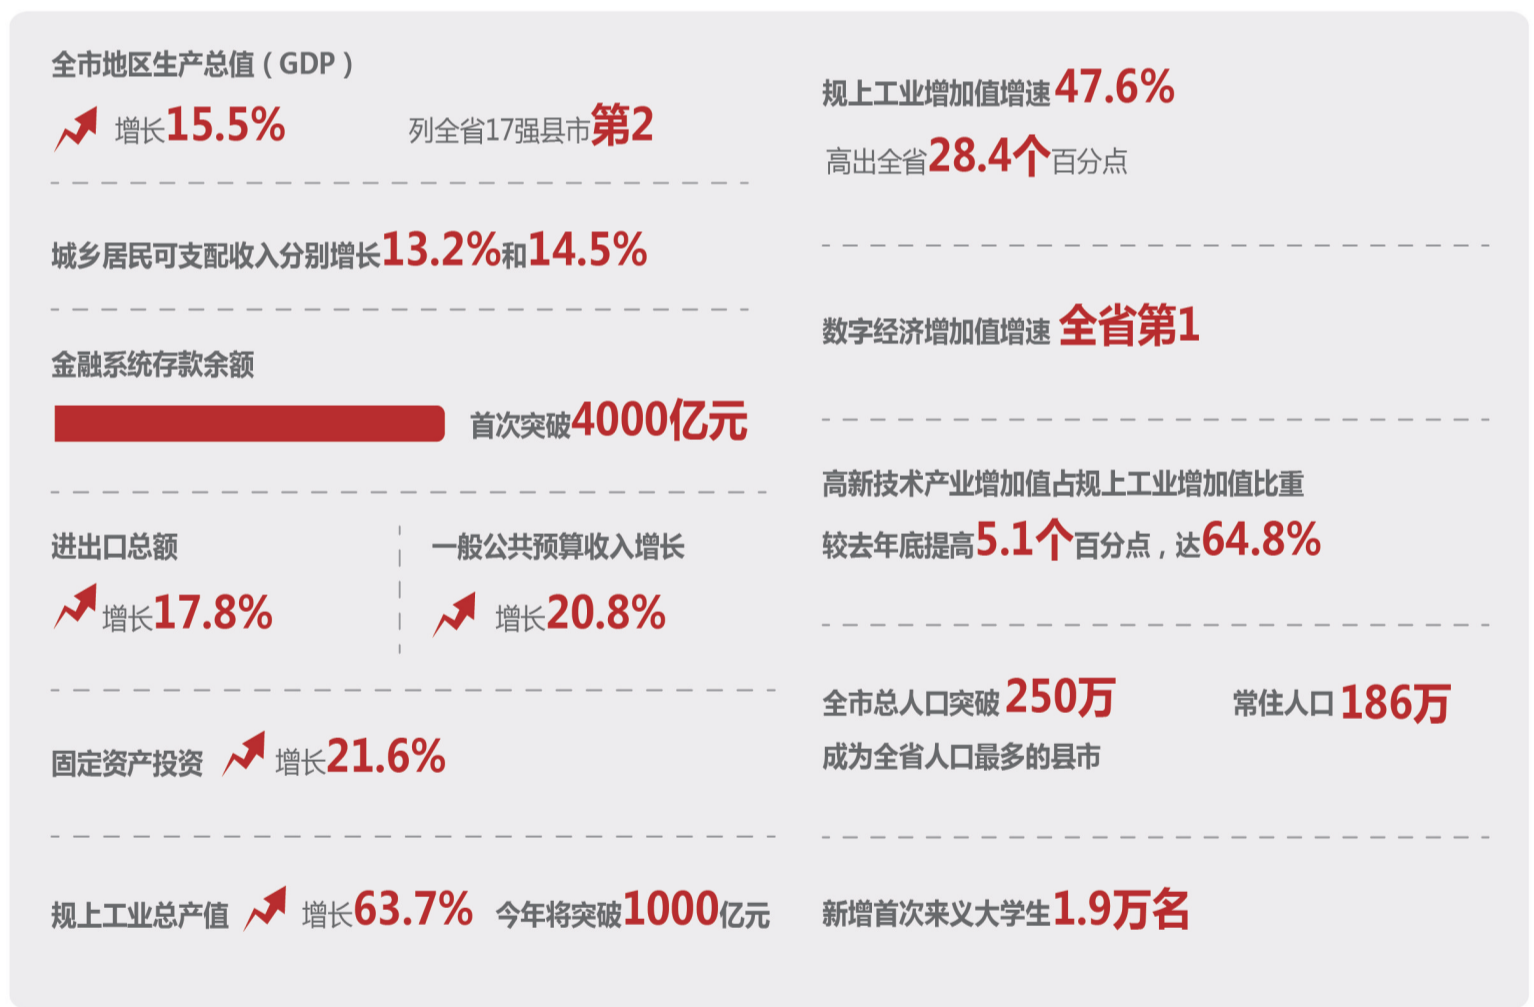 全市地区生产总值（GDP）
增长15.5% 列全省17强县市第2
城乡居民可支配收入分别增长13.2%和14.5%
金融系统存款余额
首次突破4000亿元
进出口总额
增长17.8%
一般公共预算收入增长
增长20.8%
固定资产投资 增长21.6%
规上工业总产值 增长63.7% 今年将突破1000亿元
规上工业增加值增速47.6%
高出全省28.4个百分点
数字经济增加值增速 全省第1
高新技术产业增加值占规上工业增加值比重
较去年底提高5.1个百分点，达64.8%
全市总人口突破 250万 常住人口 186万
成为全省人口最多的县市
新增首次来义大学生1.9万名